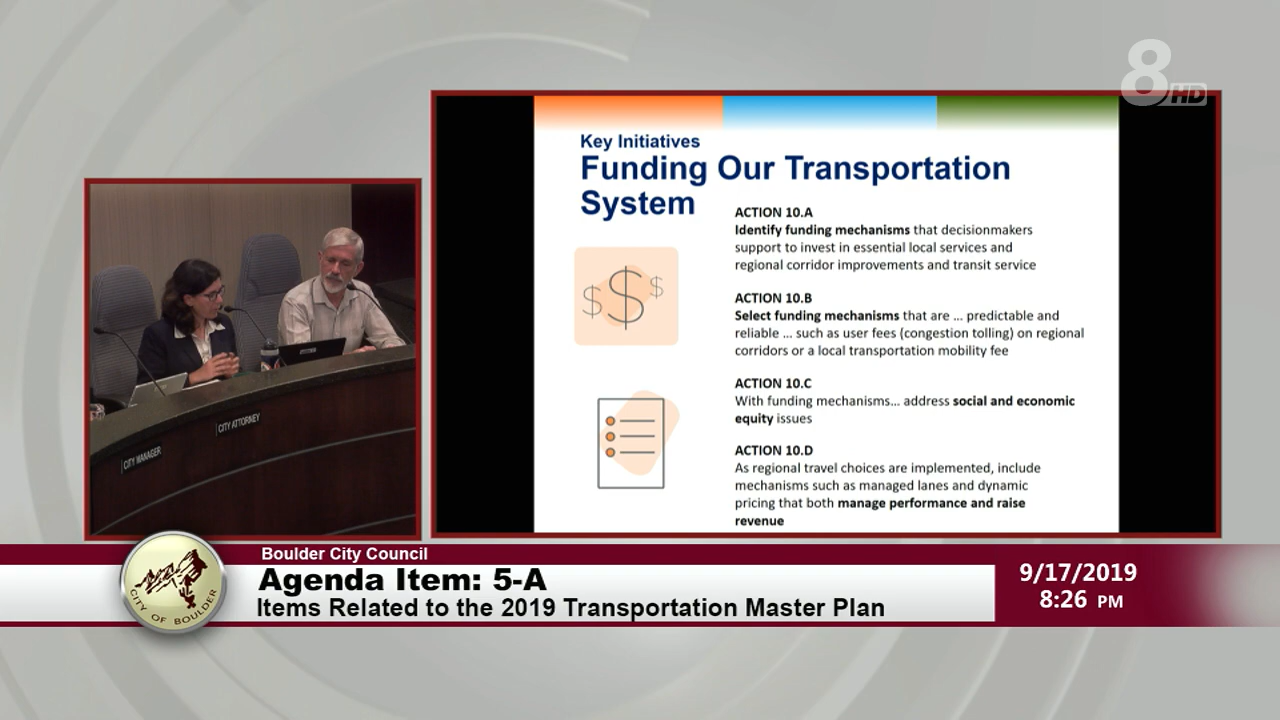 8HD
Key Initiatives
Funding Our Transportation
System
ACTION 10.A
Identify funding mechanisms that decisionmakers
support to invest in essential local services and
regional corridor improvements and transit service
ACTION 10.B
Select funding mechanisms that are ... predictable and
reliable ... such as user fees (congestion tolling) on regional
corridors or a local transportation mobility fee
ACTION 10.C
With funding mechanisms... address social and economic
equity issues
ACTION 10.D
As regional travel choices are implemented, include
mechanisms such as managed lanes and dynamic
pricing that both manage performance and raise
revenue
$ $ $
CITY MANAGER
CITY ATTORNEY
Boulder City Council
Agenda Item: 5-A
Items Related to the 2019 Transportation Master Plan
CITY OF BOULDER
9/17/2019
8:26 PM